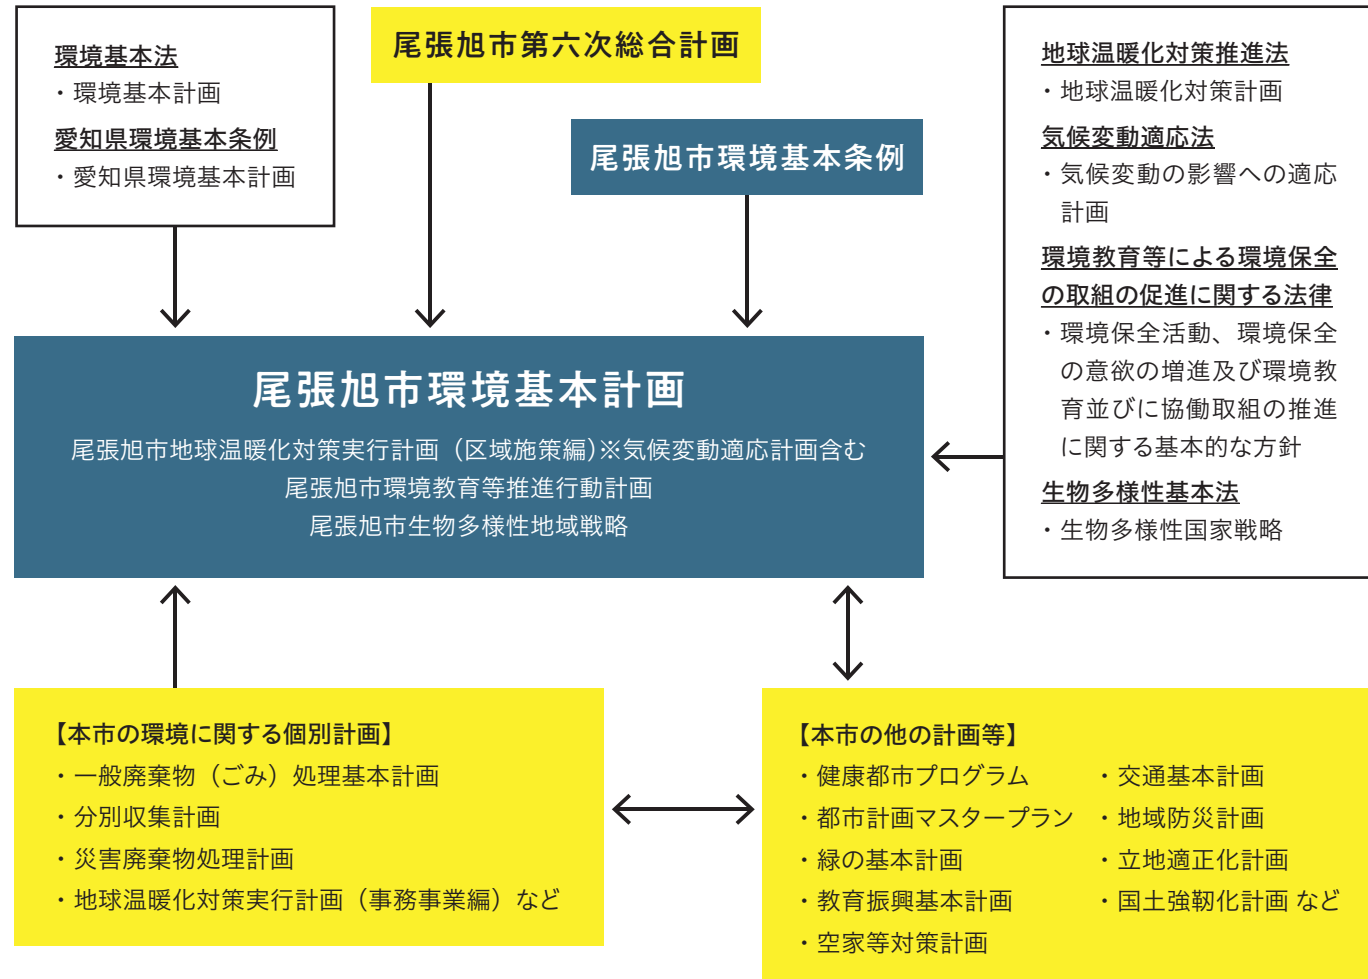 環境基本法
・環境基本計画
愛知県環境基本条例
・愛知県環境基本計画
尾張旭市第六次総合計画
尾張旭市環境基本条例
地球温暖化対策推進法
・地球温暖化対策計画
気候変動適応法
・気候変動の影響への適応
計画
環境教育等による環境保全
の取組の促進に関する法律
・環境保全活動、環境保全
の意欲の増進及び環境教
育並びに協働取組の推進
に関する基本的な方針
生物多様性基本法
・生物多様性国家戦略
尾張旭市環境基本計画
尾張旭市地球温暖化対策実行計画（区域施策編）※気候変動適応計画含む
尾張旭市環境教育等推進行動計画
尾張旭市生物多様性地域戦略
【本市の環境に関する個別計画】
・一般廃棄物（ごみ）処理基本計画
・分別収集計画
・災害廃棄物処理計画
・地球温暖化対策実行計画（事務事業編）など
【本市の他の計画等】
・健康都市プログラム
・都市計画マスタープラン
・緑の基本計画
・教育振興基本計画
・空家等対策計画
・交通基本計画
・地域防災計画
・立地適正化計画
・国土強靭化計画 など